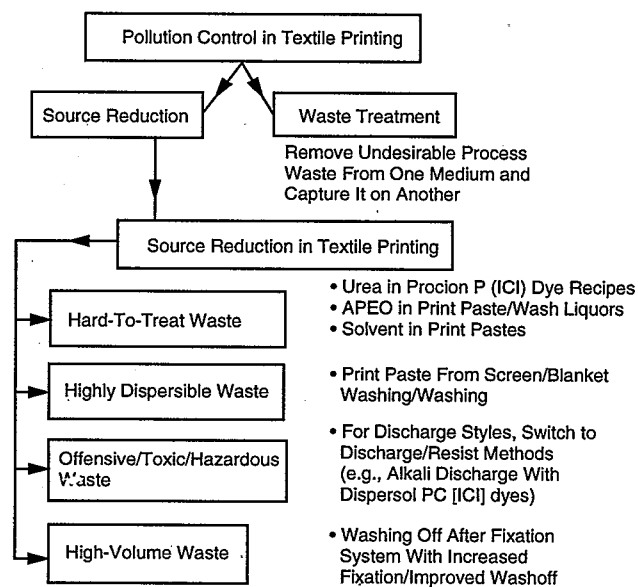 Pollution Control in Textile Printing
Source Reduction
Waste Treatment
Remove Undesirable Process
Waste From One Medium and
Capture It on Another
Source Reduction in Textile Printing
Hard-To-Treat Waste
• Urea in Procion P (ICI) Dye Recipes
• APEO in Print Paste/Wash Liquors
• Solvent in Print Pastes
Highly Dispersible Waste
• Print Paste From Screen/Blanket
Washing/Washing
Offensive/Toxic/Hazardous
Waste
• For Discharge Styles, Switch to
Discharge/Resist Methods
(e.g., Alkali Discharge With
Dispersol PC [ICI] dyes)
High-Volume Waste
• Washing Off After Fixation
System With Increased
Fixation/Improved Washoff